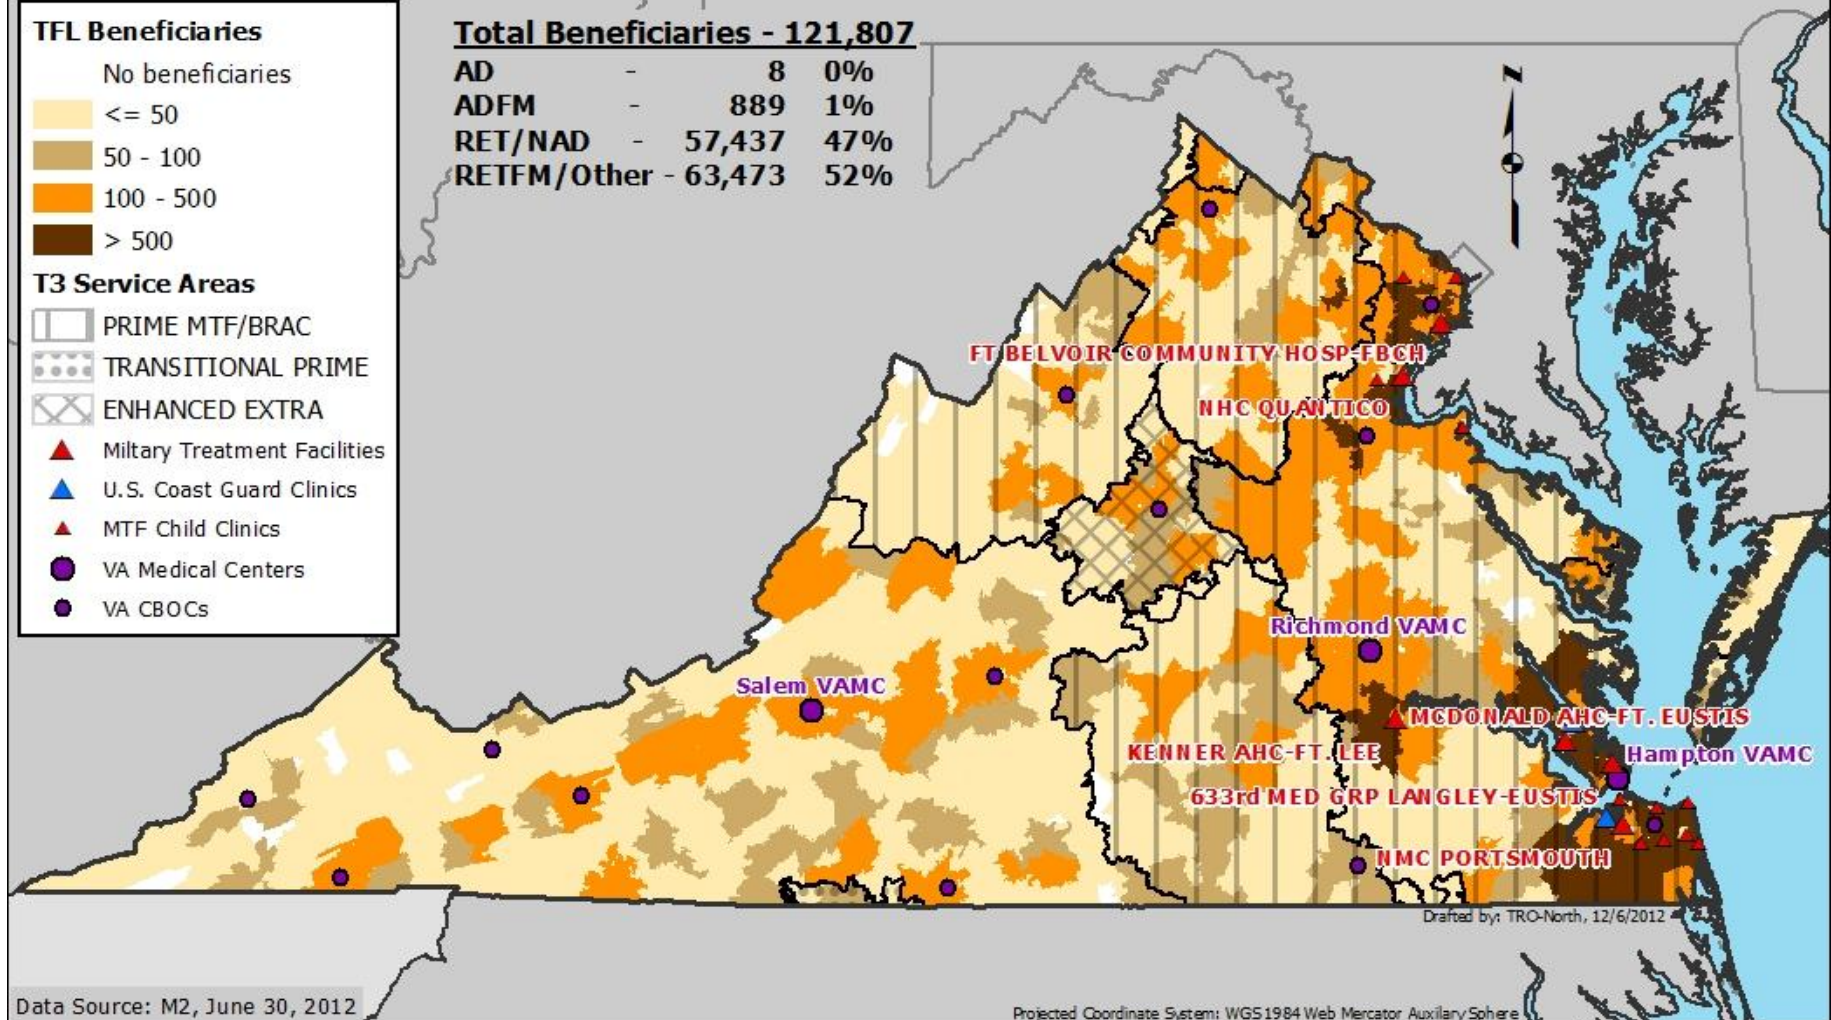 TFL Beneficiaries
No beneficiaries
<= 50
50 - 100
100 - 500
> 500
T3 Service Areas
PRIME MTF/BRAC
TRANSITIONAL PRIME
ENHANCED EXTRA
Miltary Treatment Facilities
U.S. Coast Guard Clinics
MTF Child Clinics
VA Medical Centers
VA CBOCs
Total Beneficiaries - 121,807
AD - 8 0%
ADFM - 889 1%
RET/NAD - 57,437 47%
RETFM/Other - 63,473 52%
Z
FT BELVOIR COMMUNITY HOSP-FBCH
NHC QUANTICO
Richmond VAMC
Salem VAMC
MCDONALD AHC-FT. EUSTIS
KENNER AHC-FT. LEE
Hampton VAMC
633rd MED GRP LANGLEY-EUSTIS
NMC PORTSMOUTH
Drafted by: TRO-North, 12/6/2012
Data Source: M2, June 30, 2012
Projected Coordinate System: WGS 1984 Web Mercator Auxilary Sphere